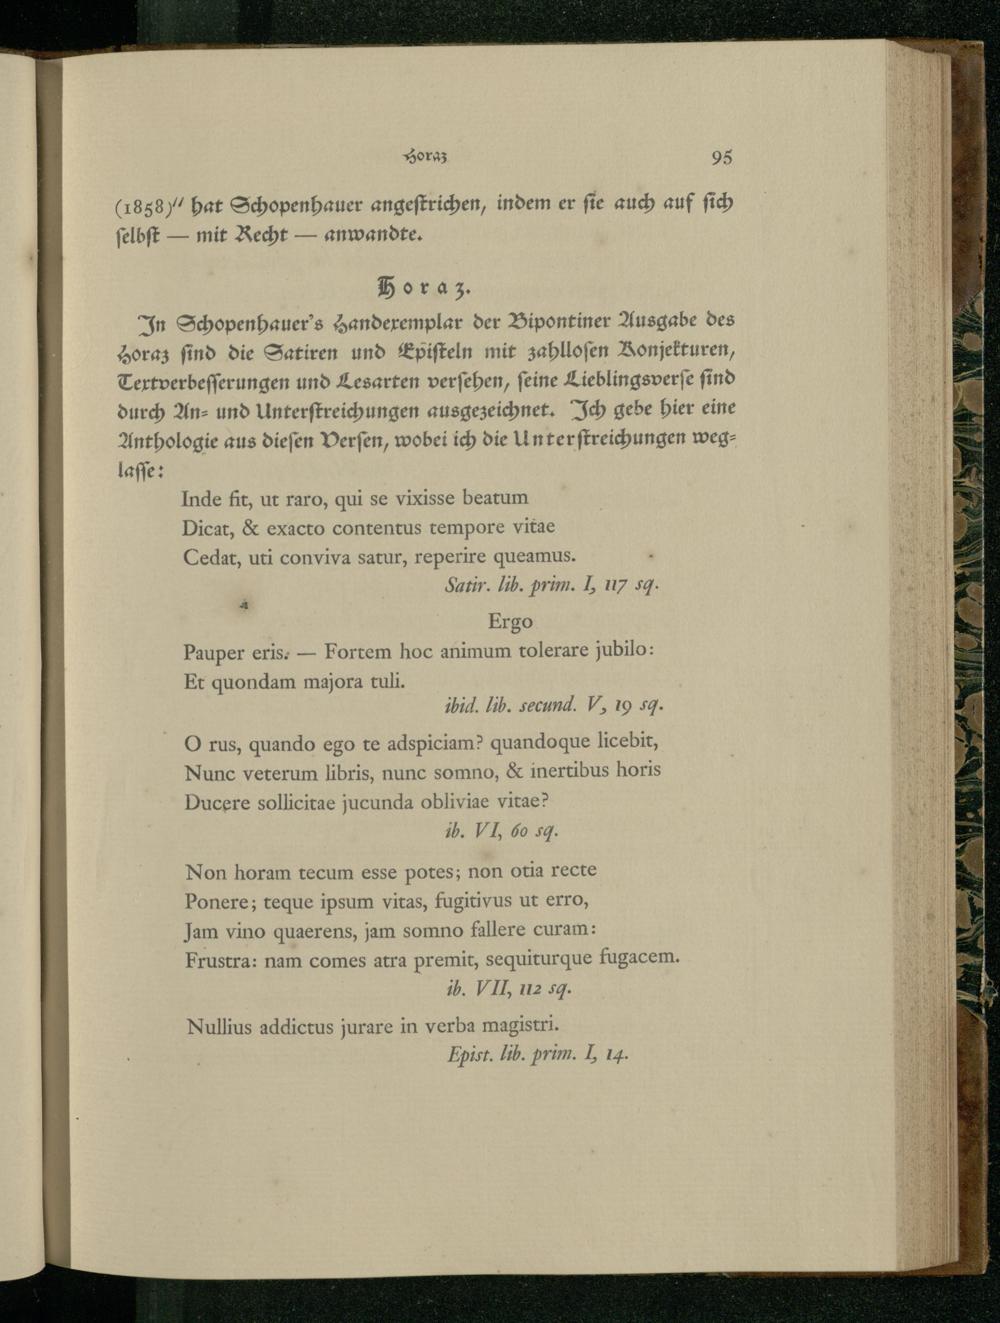 Horaz 95
(1858)“ hat Schopenhauer angestrichen, indem er sie auch auf sich
selbst — mit Recht — anwandte.
Horaz.
In Schopenhauer's Handexemplar der Bipontiner Ausgabe des
Horaz sind die Satiren und Episteln mit zahllosen Konjekturen,
Textverbesserungen und Lesarten versehen, seine Lieblingsverse sind
durch An- und Unterstreichungen ausgezeichnet. Ich gebe hier eine
Anthologie aus diesen Versen, wobei ich die Unterstreichungen weg-
lasse:
Inde fit, ut raro, qui se vixisse beatum
Dicat, & exacto contentus tempore vitae
Cedat, uti conviva satur, reperire queamus.
Satir. lib. prim. I, 117 sq.
Ergo
Pauper eris. — Fortem hoc animum tolerare jubilo:
Et quondam majora tuli.
ibid. lib. secund. V, 19 sq.
O rus, quando ego te adspiciam? quandoque licebit,
Nunc veterum libris, nunc somno, & inertibus horis
Ducere sollicitae jucunda obliviae vitae?
ib. VI, 60 sq.
Non horam tecum esse potes; non otia recte
Ponere; teque ipsum vitas, fugitivus ut erro,
Jam vino quaerens, jam somno fallere curam:
Frustra: nam comes atra premit, sequiturque fugacem.
ib. VII, 112 sq.
Nullius addictus jurare in verba magistri.
Epist. lib. prim. I, 14.